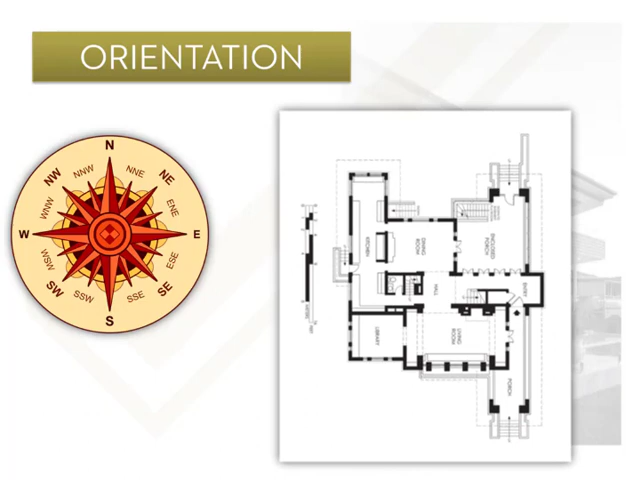 ORIENTATION
N
NNW
NNE
NW
NE
WNW
ENE
W
E
WSW
ESE
SW
SE
SSW
SSE
S
KITCHEN
DINING
ROOM
ENCLOSED
PORCH
HALL
ENTRY
LIBRARY
LIVING
ROOM
PORCH